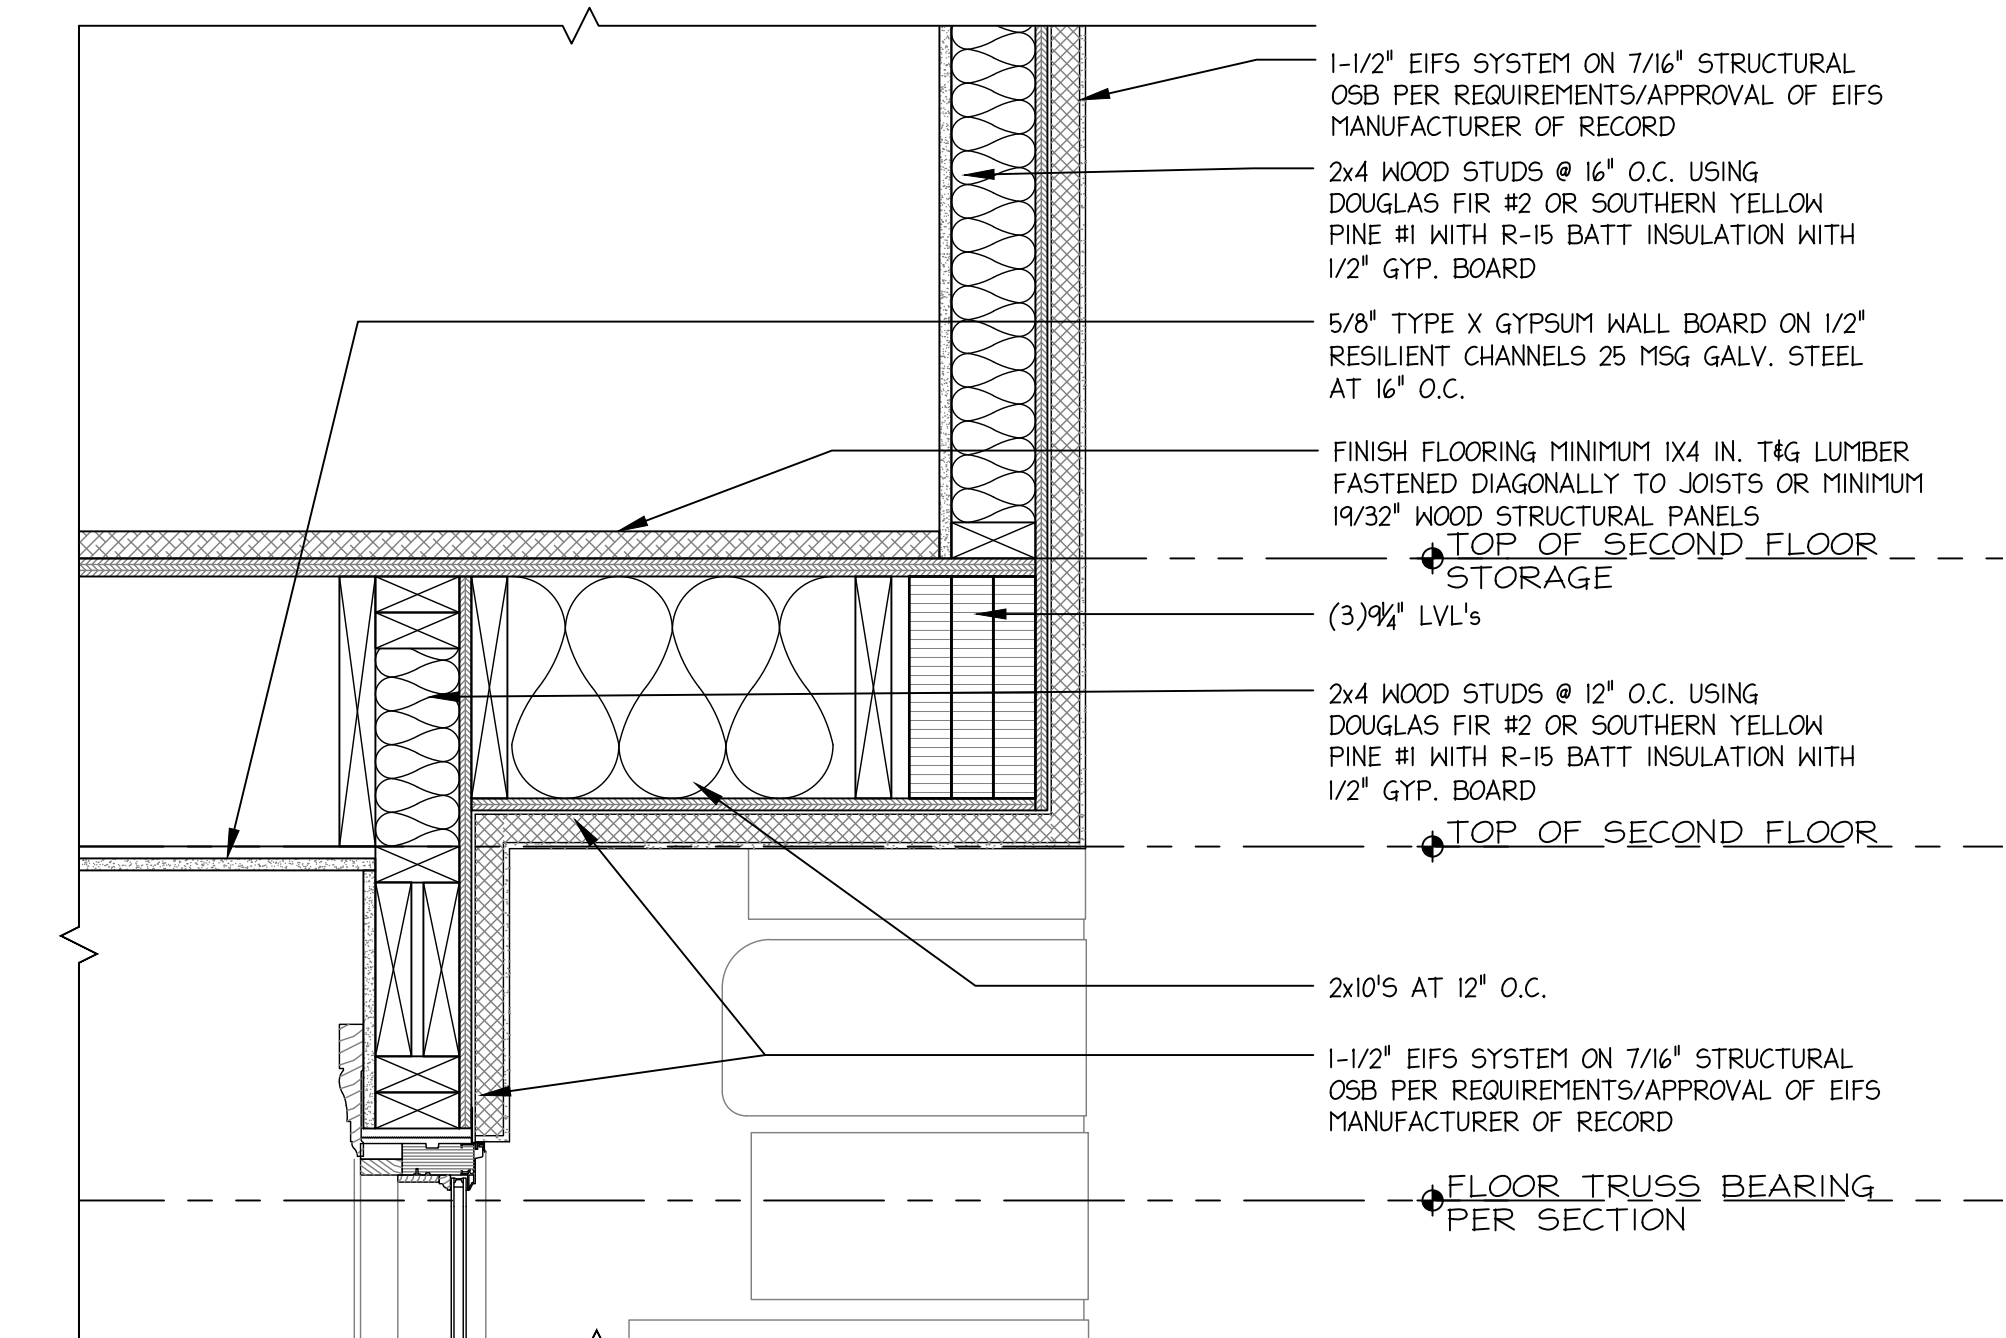 1-1/2" EIFS SYSTEM ON 7/16" STRUCTURAL
OSB PER REQUIREMENTS/APPROVAL OF EIFS
MANUFACTURER OF RECORD
2x4 WOOD STUDS @ 16" O.C. USING
DOUGLAS FIR #2 OR SOUTHERN YELLOW
PINE #1 WITH R-15 BATT INSULATION WITH
1/2" GYP. BOARD
5/8" TYPE X GYPSUM WALL BOARD ON 1/2"
RESILIENT CHANNELS 25 MSG GALV. STEEL
AT 16" O.C.
FINISH FLOORING MINIMUM 1X4 IN. T&G LUMBER
FASTENED DIAGONALLY TO JOISTS OR MINIMUM
19/32" WOOD STRUCTURAL PANELS
TOP OF SECOND FLOOR
STORAGE
(3)9¼" LVL's
2x4 WOOD STUDS @ 12" O.C. USING
DOUGLAS FIR #2 OR SOUTHERN YELLOW
PINE #1 WITH R-15 BATT INSULATION WITH
1/2" GYP. BOARD
TOP OF SECOND FLOOR
2x10'S AT 12" O.C.
1-1/2" EIFS SYSTEM ON 7/16" STRUCTURAL
OSB PER REQUIREMENTS/APPROVAL OF EIFS
MANUFACTURER OF RECORD
FLOOR TRUSS BEARING
PER SECTION